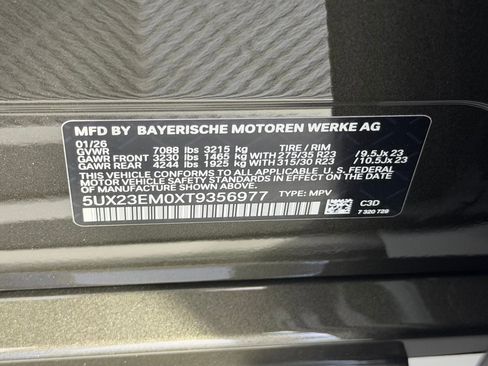 MFD BY BAYERISCHE MOTOREN WERKE AG
01/26
GVWR 7088 lbs 3215 kg TIRE / RIM
GAWR FRONT 3230 lbs 1465 kg WITH 275/35 R23 / 9.5Jx 23
GAWR REAR 4244 lbs 1925 kg WITH 315/30 R23 / 10.5Jx 23
THIS VEHICLE CONFORMS TO ALL APPLICABLE U. S. FEDERAL
MOTOR VEHICLE SAFETY STANDARDS IN EFFECT ON THE DATE OF
MANUFACTURE SHOWN ABOVE.
5UX23EM0XT9356977 TYPE: MPV C3D
7 320 729